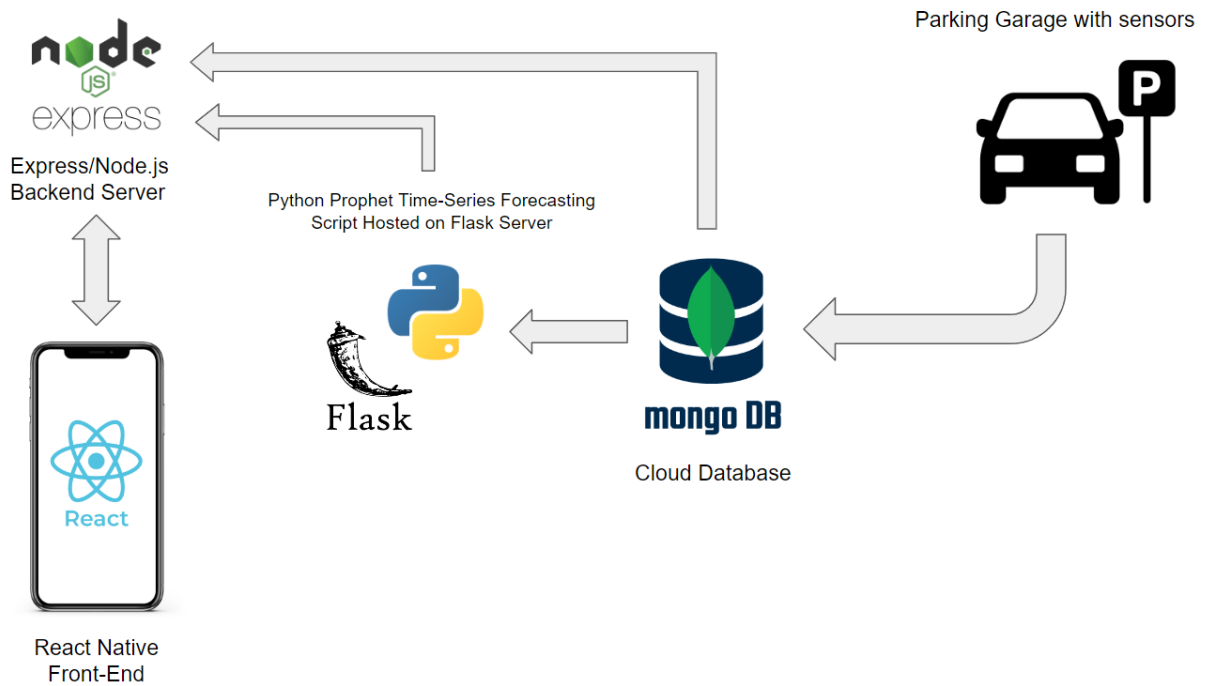 Parking Garage with sensors
P
node
JS
express
Express/Node.js
Backend Server
Python Prophet Time-Series Forecasting
Script Hosted on Flask Server
Flask
mongo DB
Cloud Database
React
React Native
Front-End